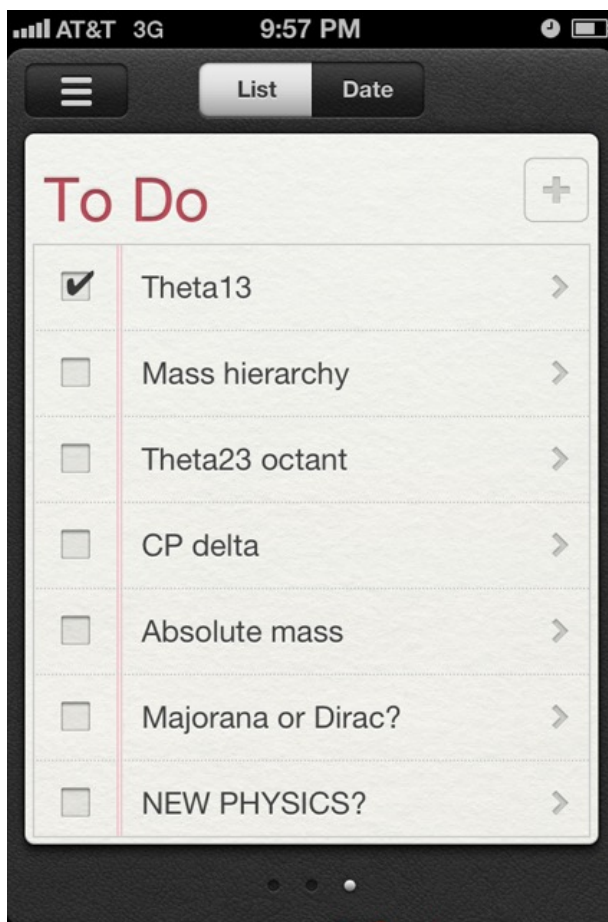 AT&T 3G 9:57 PM
List Date
To Do
Theta13
Mass hierarchy
Theta23 octant
CP delta
Absolute mass
Majorana or Dirac?
NEW PHYSICS?